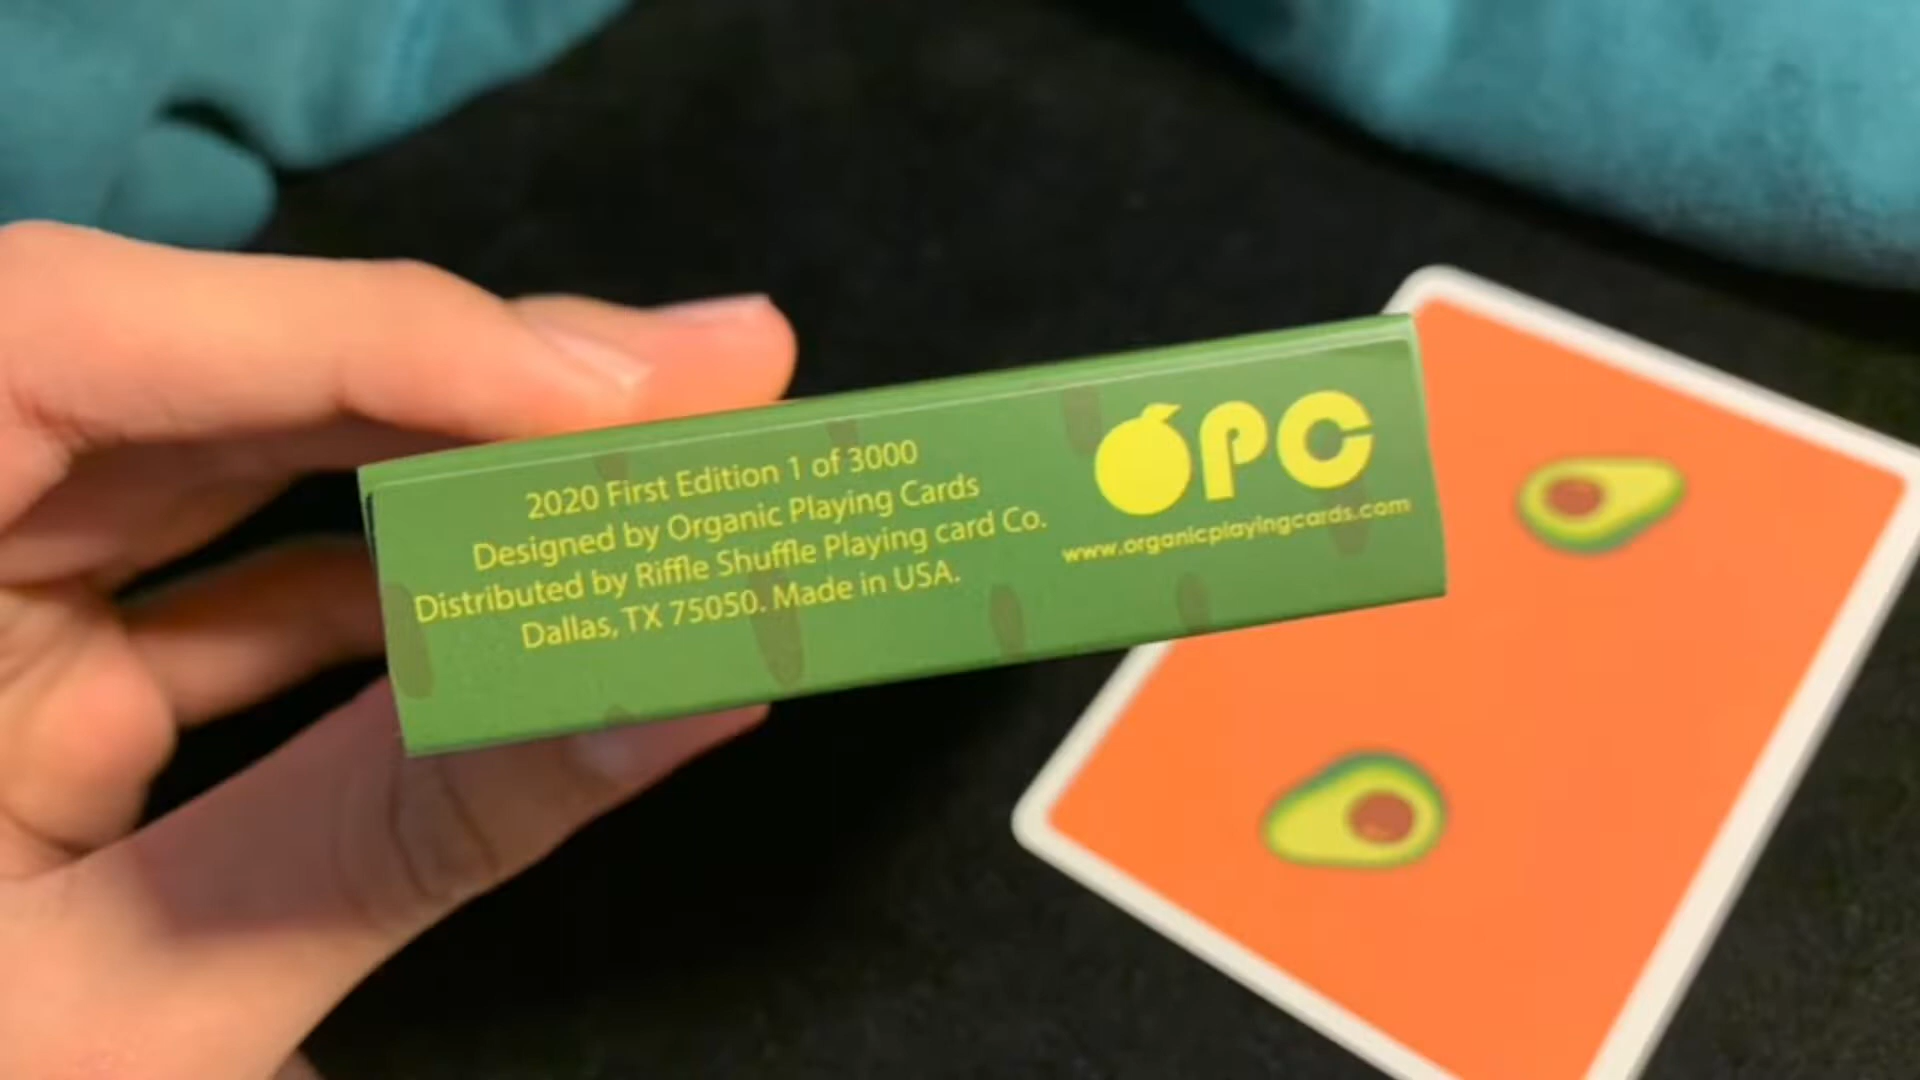 2020 First Edition 1 of 3000
Designed by Organic Playing Cards
Distributed by Riffle Shuffle Playing card Co.
Dallas, TX 75050. Made in USA.
OPC
www.organicplayingcards.com